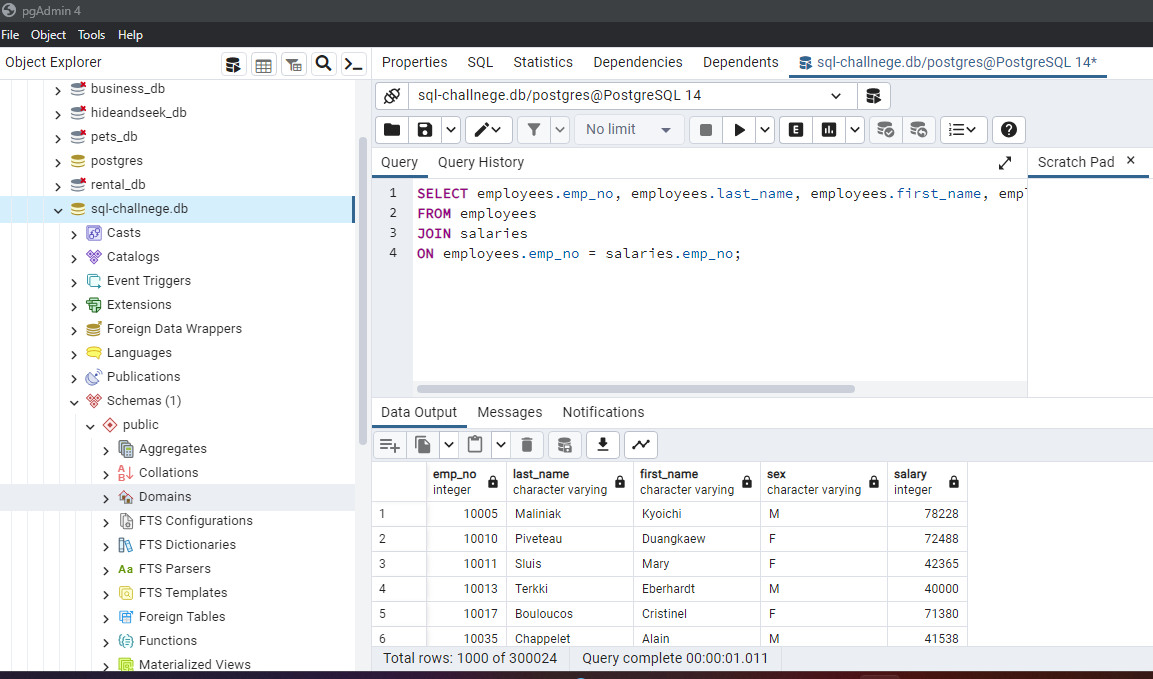 pgAdmin 4
File Object Tools Help
Object Explorer
business_db
hideandseek_db
pets_db
postgres
rental_db
sql-challnege.db
Casts
Catalogs
Event Triggers
Extensions
Foreign Data Wrappers
Languages
Publications
Schemas (1)
public
Aggregates
Collations
Domains
FTS Configurations
FTS Dictionaries
Aa FTS Parsers
FTS Templates
Foreign Tables
Functions
Materialized Views
Properties SQL Statistics Dependencies Dependents sql-challnege.db/postgres@PostgreSQL 14*
sql-challnege.db/postgres@PostgreSQL 14
No limit E
Query Query History
Scratch Pad ×
1 SELECT employees.emp_no, employees.last_name, employees.first_name, empl
2 FROM employees
3 JOIN salaries
4 ON employees.emp_no = salaries.emp_no;
Data Output Messages Notifications
emp_no last_name first_name sex salary
integer character varying character varying character varying integer
1 10005 Maliniak Kyoichi M 78228
2 10010 Piveteau Duangkaew F 72488
3 10011 Sluis Mary F 42365
4 10013 Terkki Eberhardt M 40000
5 10017 Bouloucos Cristinel F 71380
6 10035 Chappelet Alain M 41538
Total rows: 1000 of 300024 Query complete 00:00:01.011